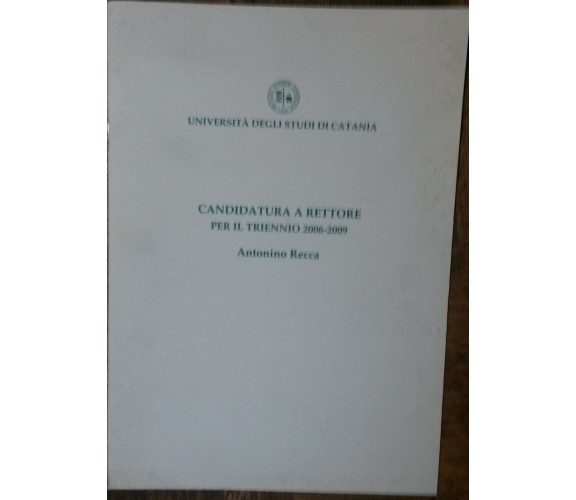 UNIVERSITÀ DEGLI STUDI DI CATANIA
CANDIDATURA A RETTORE
PER IL TRIENNIO 2006-2009
Antonino Recca